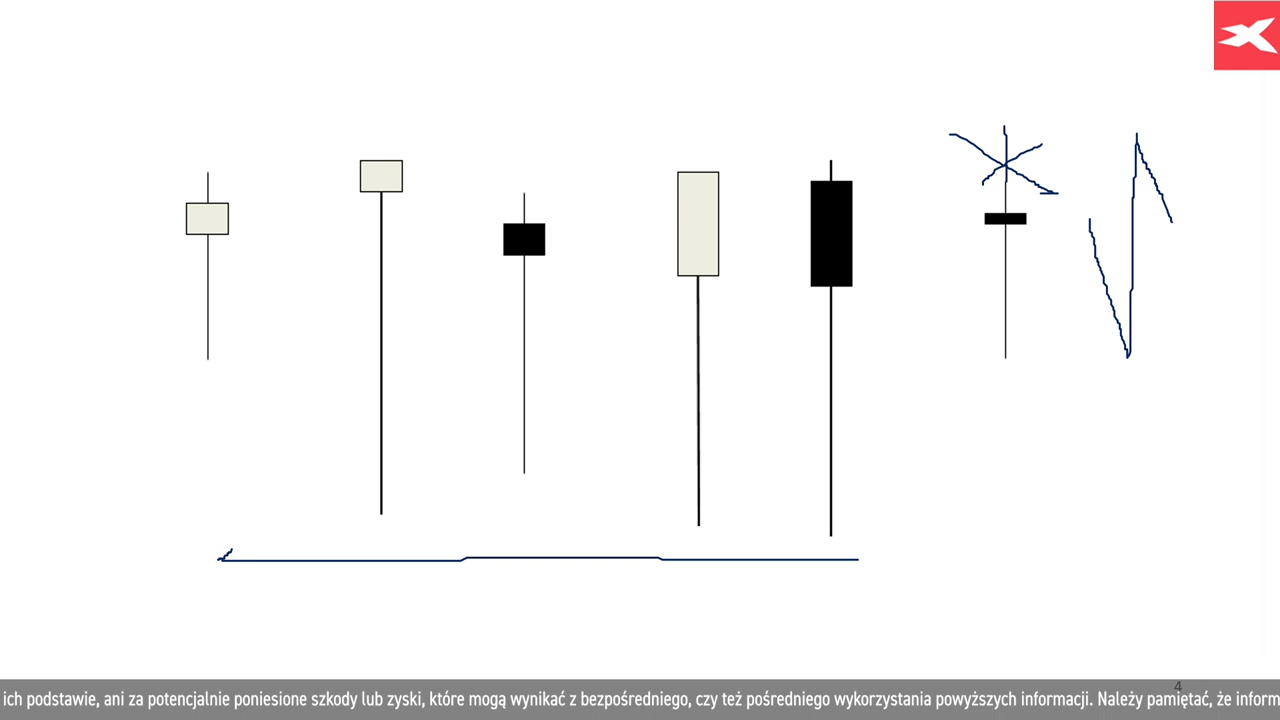 4
ich podstawie, ani za potencjalnie poniesione szkody lub zyski, które mogą wynikać z bezpośredniego, czy też pośredniego wykorzystania powyższych informacji. Należy pamiętać, że inform